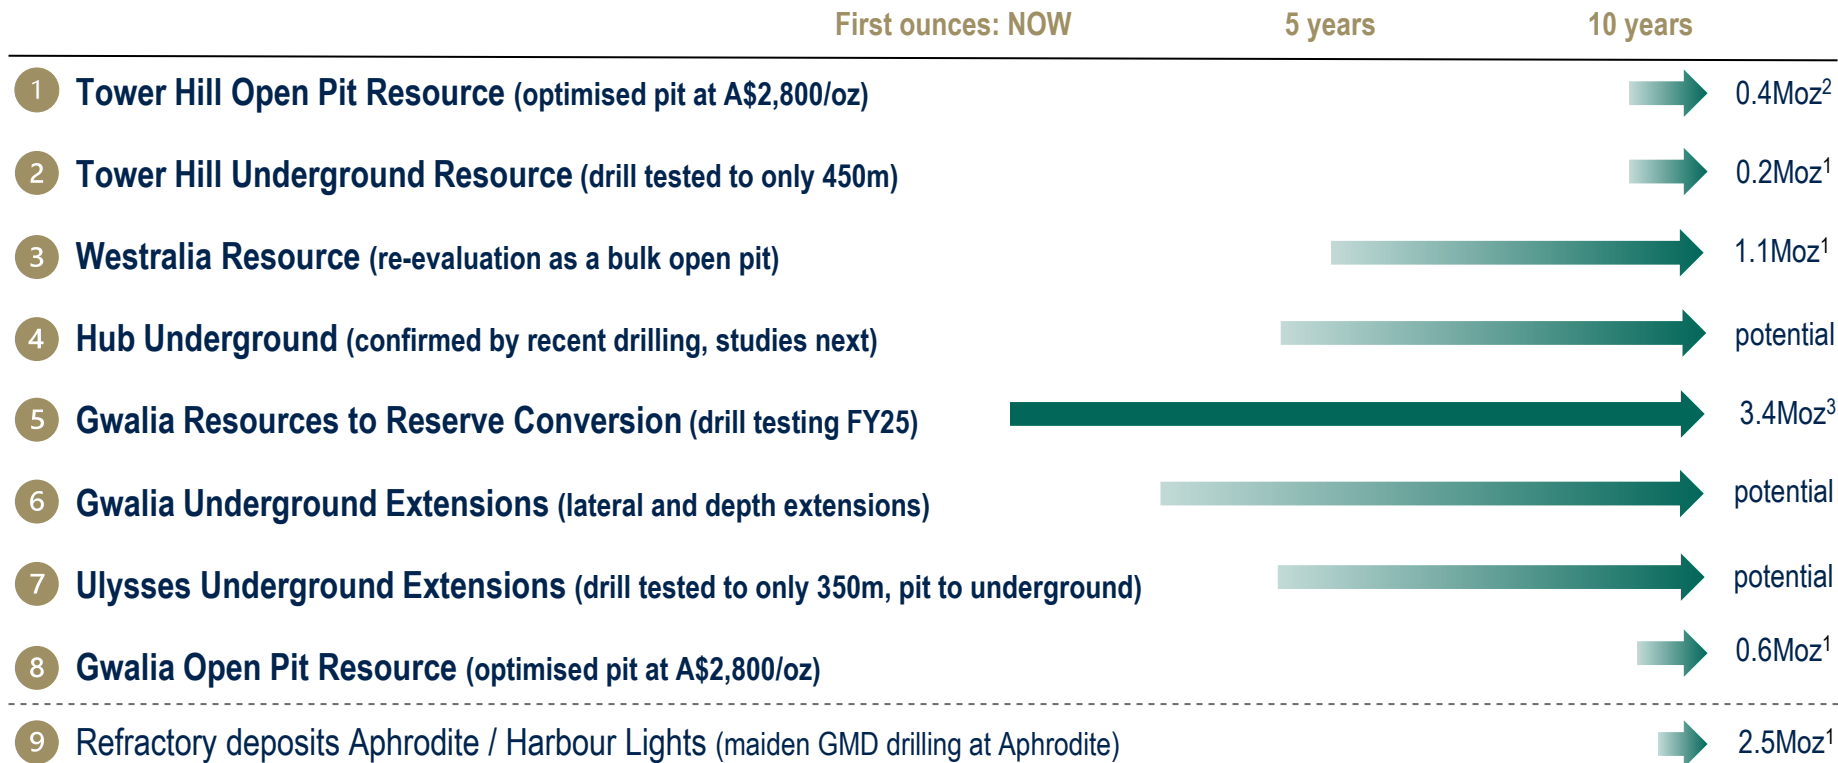 First ounces: NOW 5 years 10 years
1 Tower Hill Open Pit Resource (optimised pit at A$2,800/oz) 0.4Moz²
2 Tower Hill Underground Resource (drill tested to only 450m) 0.2Moz¹
3 Westralia Resource (re-evaluation as a bulk open pit) 1.1Moz¹
4 Hub Underground (confirmed by recent drilling, studies next) potential
5 Gwalia Resources to Reserve Conversion (drill testing FY25) 3.4Moz³
6 Gwalia Underground Extensions (lateral and depth extensions) potential
7 Ulysses Underground Extensions (drill tested to only 350m, pit to underground) potential
8 Gwalia Open Pit Resource (optimised pit at A$2,800/oz) 0.6Moz¹
9 Refractory deposits Aphrodite / Harbour Lights (maiden GMD drilling at Aphrodite) 2.5Moz¹